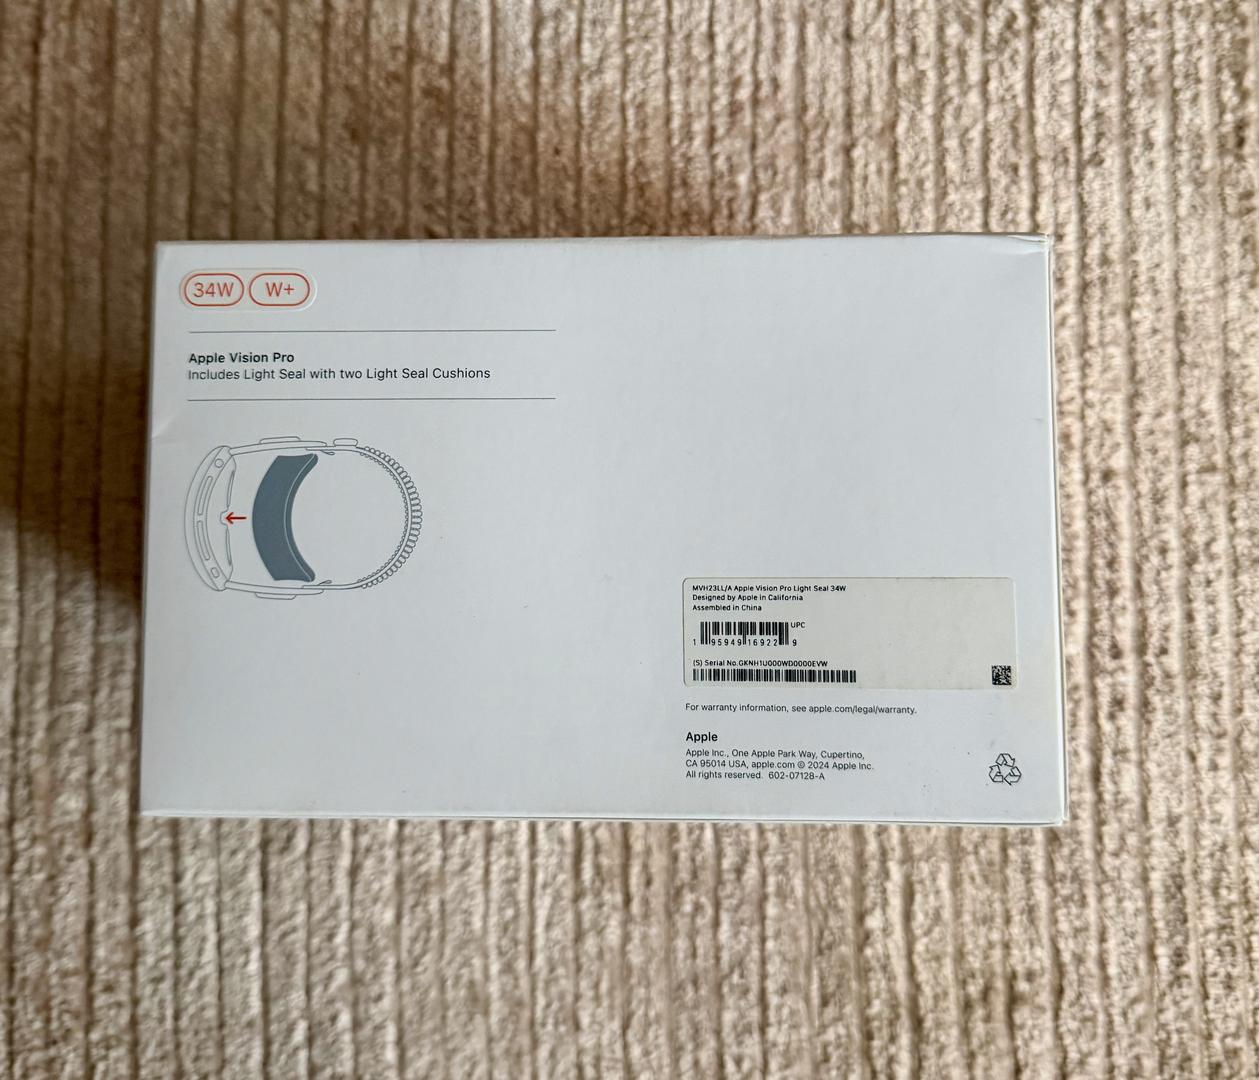 34W W+
Apple Vision Pro
Includes Light Seal with two Light Seal Cushions
MVH23LL/A Apple Vision Pro Light Seal 34W
Designed by Apple in California
Assembled in China
UPC
1 95949 16922 9
(S) Serial No.GKNH1U000WD0000EVW
For warranty information, see apple.com/legal/warranty.
Apple
Apple Inc., One Apple Park Way, Cupertino,
CA 95014 USA, apple.com © 2024 Apple Inc.
All rights reserved. 602-07128-A